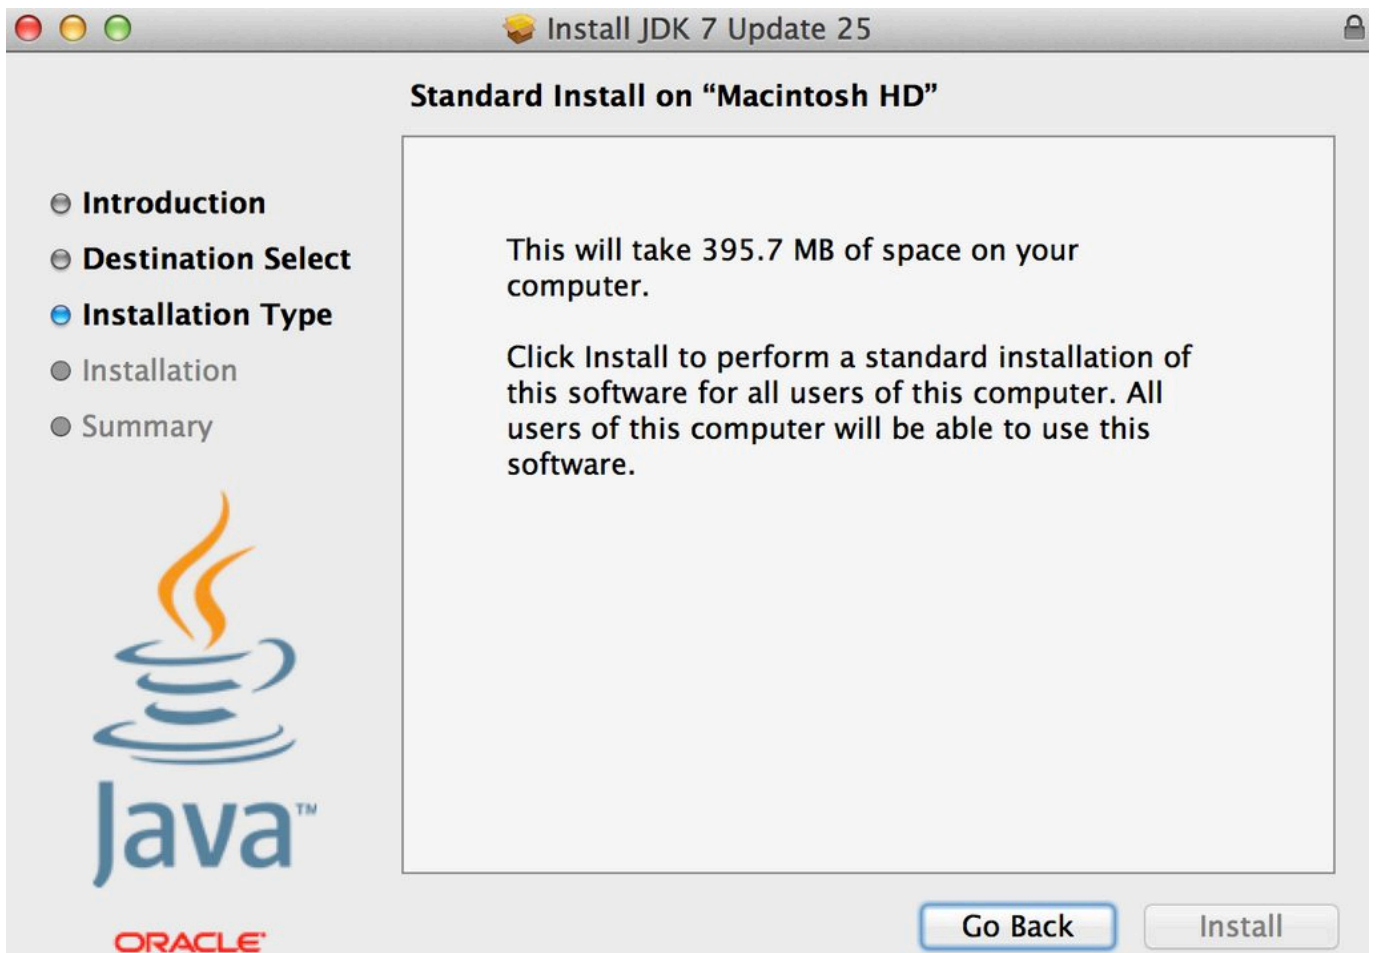 Install JDK 7 Update 25
Standard Install on “Macintosh HD”
Introduction
Destination Select
Installation Type
Installation
Summary
This will take 395.7 MB of space on your
computer.
Click Install to perform a standard installation of
this software for all users of this computer. All
users of this computer will be able to use this
software.
Java™
ORACLE®
Go Back
Install